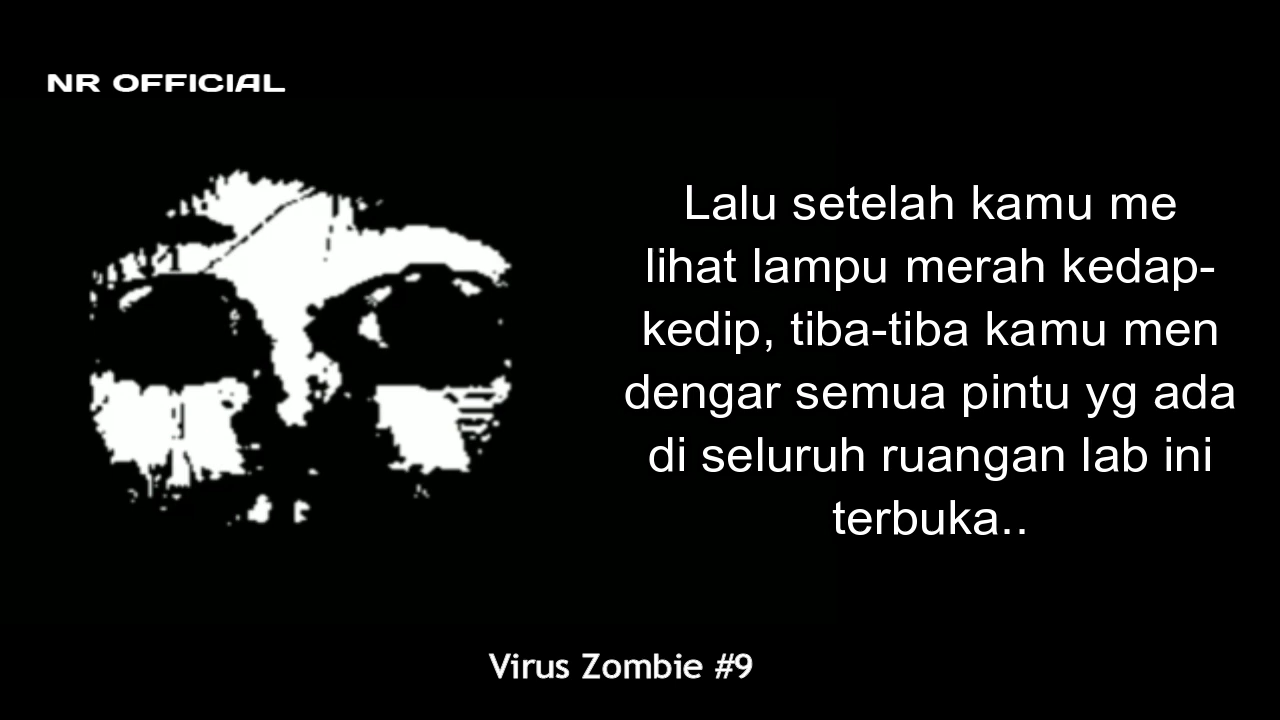 NR OFFICIAL
Lalu setelah kamu me
lihat lampu merah kedap-
kedip, tiba-tiba kamu men
dengar semua pintu yg ada
di seluruh ruangan lab ini
terbuka..
Virus Zombie #9